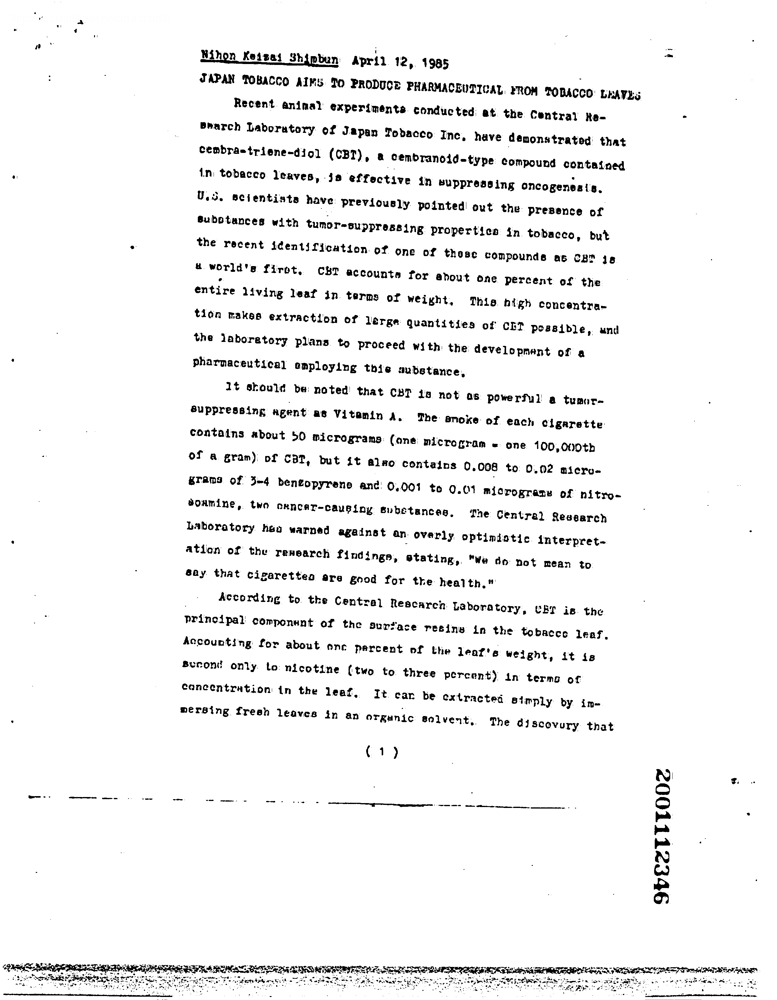 Nihon Keizai Shimbun April 12, 1985
JAPAN TOBACCO AIMS TO PRODUCE PHARMACEUTICAL FROM TOBACCO LEAVES
Recent animal experiments conducted at the Central Re-
search Laboratory of Japan Tobacco Inc. have demonstrated that
cembra-triene-diol (CBT), a cembranoid-type compound contained
in tobacco leaves, is effective in suppressing oncogenesis.
U.S. scientists have previously pointed out the presence of
substances with tumor-suppressing properties in tobacco, but
the recent identification of one of these compounds as CBT is
a world's first. CBT accounts for about one percent of the
entire living leaf in terms of weight. This high concentra-
tion makes extraction of large quantities of CBT possible, and
the laboratory plans to proceed with the development of a
pharmaceutical employing this substance.
It should be noted that CBT is not as powerful a tumor-
suppressing agent as Vitamin A. The smoke of each cigarette
contains about 50 micrograms (one microgram = one 100,000th
of a gram) of CBT, but it also contains 0.008 to 0.02 micro-
grams of 3-4 benzopyrene and 0.001 to 0.01 micrograms of nitro-
soamine, two cancer-causing substances. The Central Research
Laboratory has warned against an overly optimistic interpret-
ation of the research findings, stating, "We do not mean to
say that cigarettes are good for the health."
According to the Central Research Laboratory, CBT is the
principal component of the surface resins in the tobacco leaf.
Accounting for about one percent of the leaf's weight, it is
second only to nicotine (two to three percent) in terms of
concentration in the leaf. It can be extracted simply by im-
mersing fresh leaves in an organic solvent. The discovery that
( 1 )
2001112346